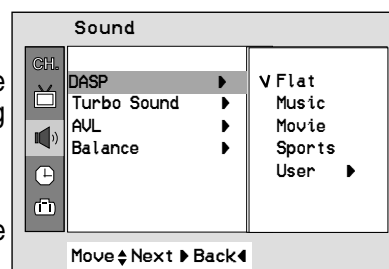 Sound
CH.
DASP ▶ V Flat
Turbo Sound ▶ Music
AVL ▶ Movie
Balance ▶ Sports
User ▶
Move ▲▼ Next ▶ Back ◀
e
g
e